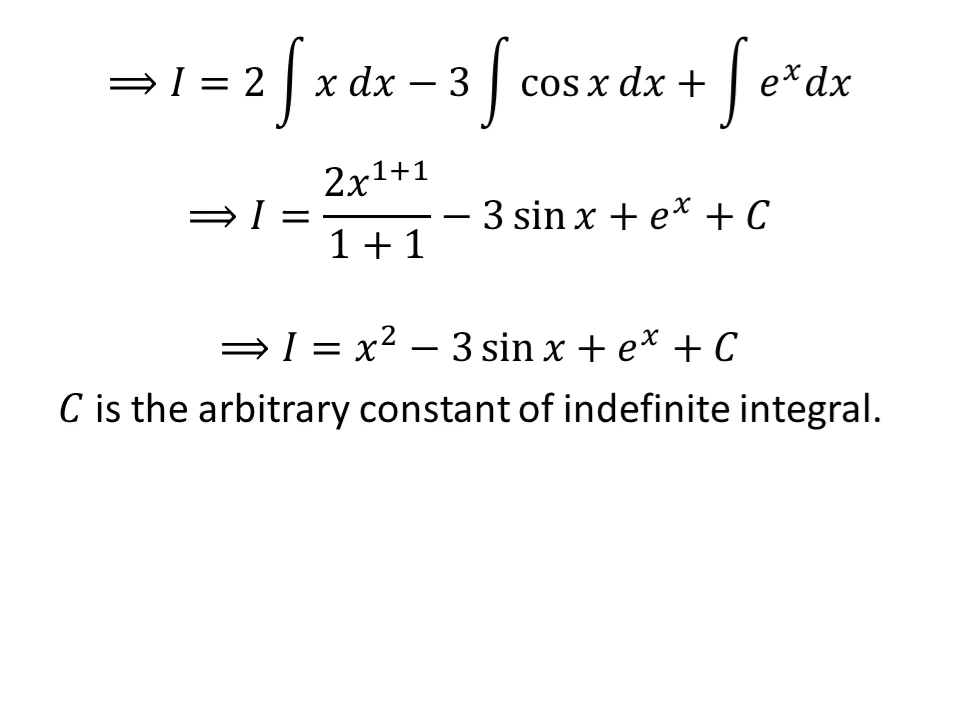 ⟹ 𝐼 = 2 ∫ 𝑥 𝑑𝑥 − 3 ∫ cos 𝑥 𝑑𝑥 + ∫ 𝑒^𝑥 𝑑𝑥
⟹ 𝐼 = (2𝑥^(1+1))/(1 + 1) − 3 sin 𝑥 + 𝑒^𝑥 + 𝐶
⟹ 𝐼 = 𝑥^2 − 3 sin 𝑥 + 𝑒^𝑥 + 𝐶
𝐶 is the arbitrary constant of indefinite integral.